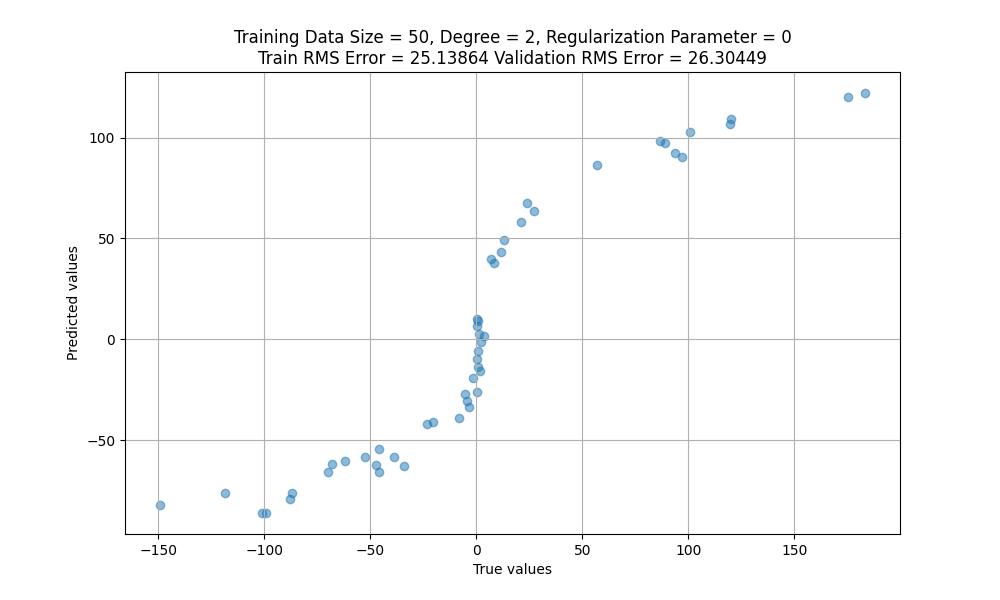 Training Data Size = 50, Degree = 2, Regularization Parameter = 0
Train RMS Error = 25.13864 Validation RMS Error = 26.30449
100
50
0
−50
Predicted values
−150
−100
−50
0
50
100
150
True values